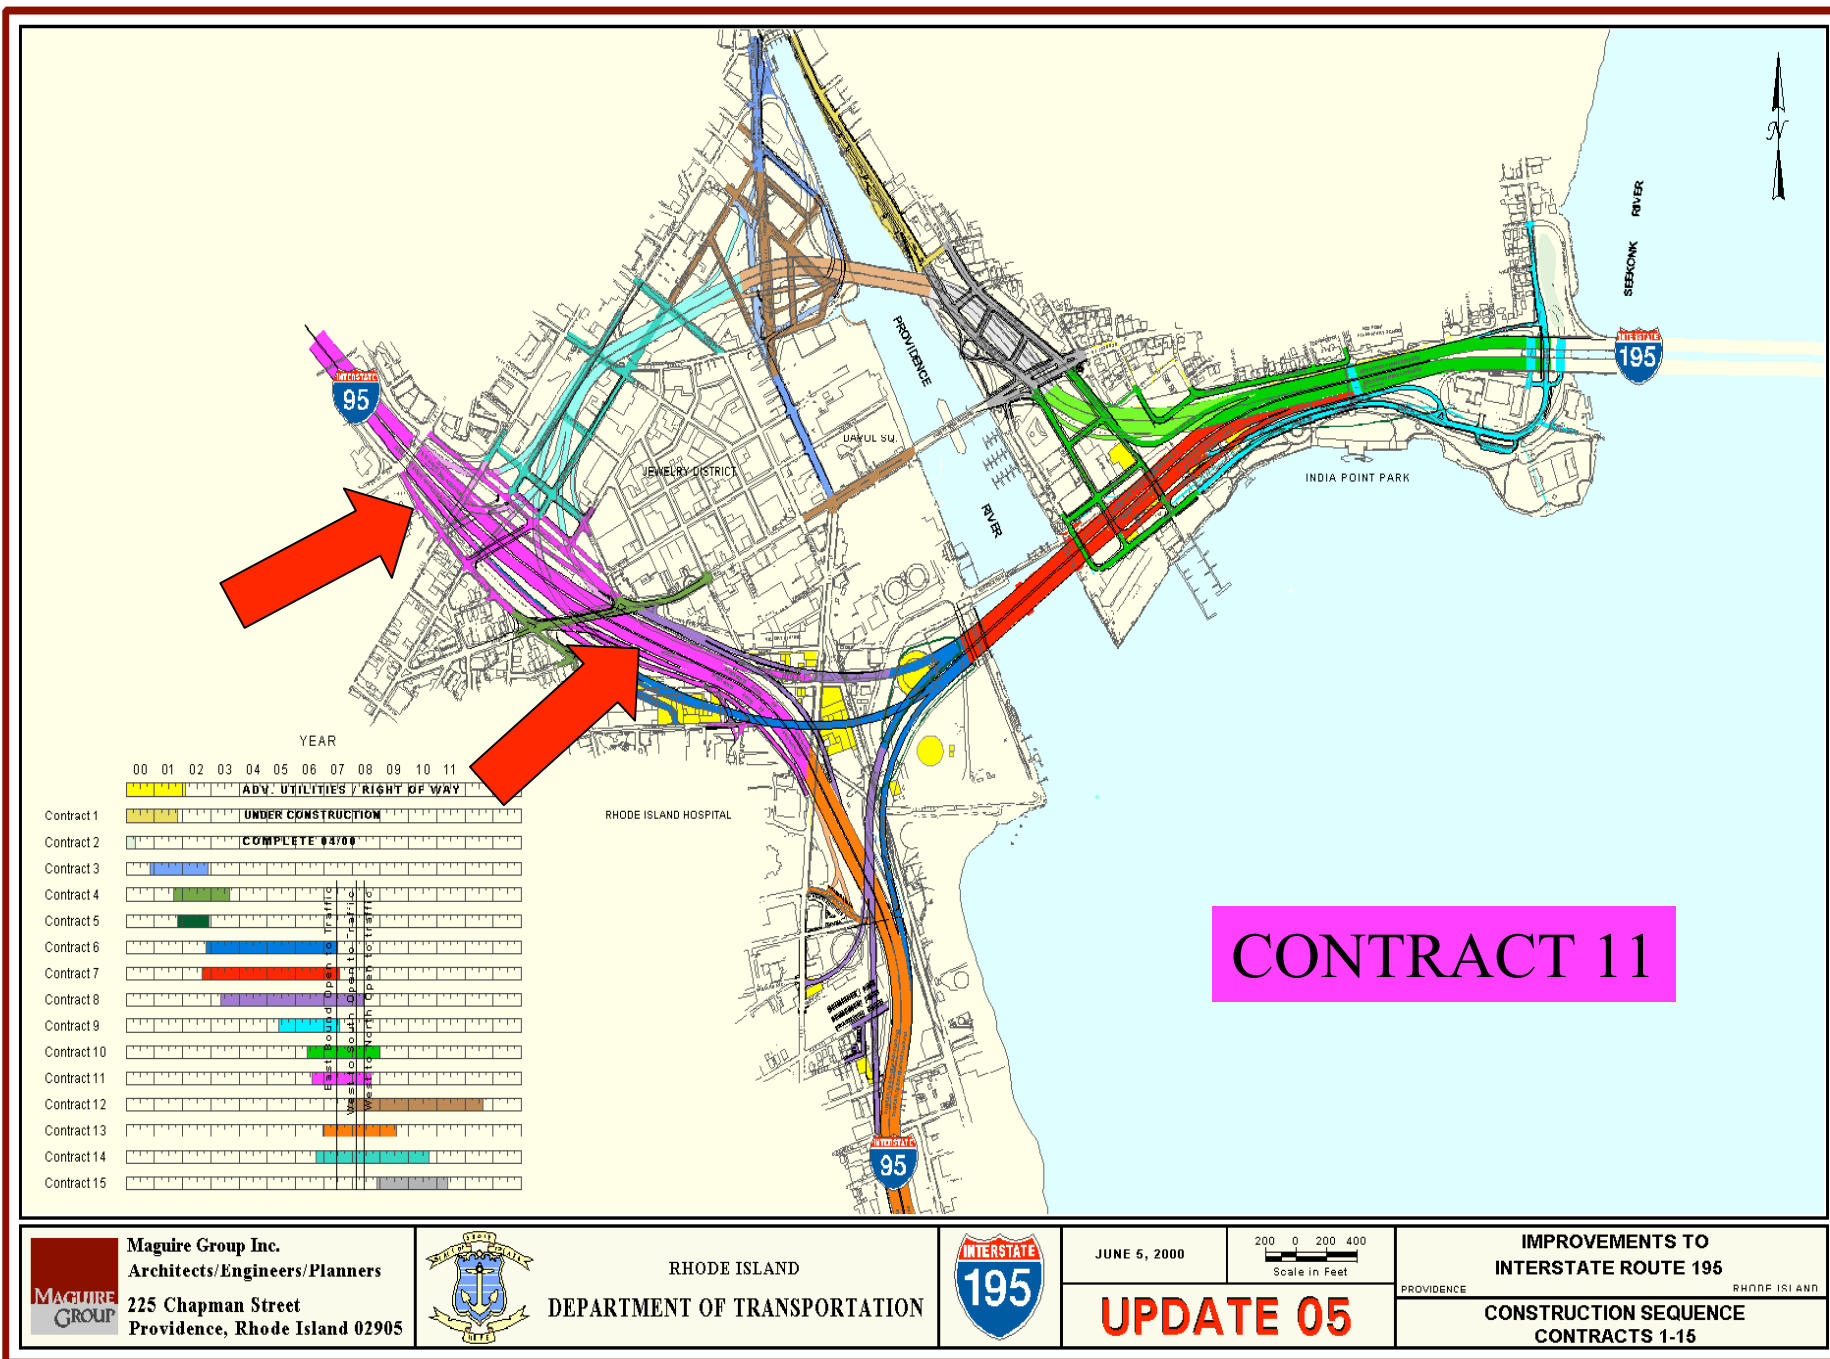 N
SEEKONK RIVER
INTERSTATE
195
PROVIDENCE
RIVER
INTERSTATE
95
DAVOL SQ.
JEWELRY DISTRICT
INDIA POINT PARK
RHODE ISLAND HOSPITAL
CONTRACT 11
INTERSTATE
95
YEAR
00 01 02 03 04 05 06 07 08 09 10 11
ADV. UTILITIES / RIGHT OF WAY
Contract 1 UNDER CONSTRUCTION
Contract 2 COMPLETE 04/00
Contract 3
Contract 4
Contract 5
Contract 6
Contract 7
Contract 8
Contract 9
Contract 10
Contract 11
Contract 12
Contract 13
Contract 14
Contract 15
East Bound Open to Traffic
West to South Open to Traffic
West to North Open to traffic
MAGUIRE
GROUP
Maguire Group Inc.
Architects/Engineers/Planners
225 Chapman Street
Providence, Rhode Island 02905
HOPE
RHODE ISLAND
DEPARTMENT OF TRANSPORTATION
INTERSTATE
195
JUNE 5, 2000
200 0 200 400
Scale in Feet
UPDATE 05
IMPROVEMENTS TO
INTERSTATE ROUTE 195
PROVIDENCE RHODE ISLAND
CONSTRUCTION SEQUENCE
CONTRACTS 1-15